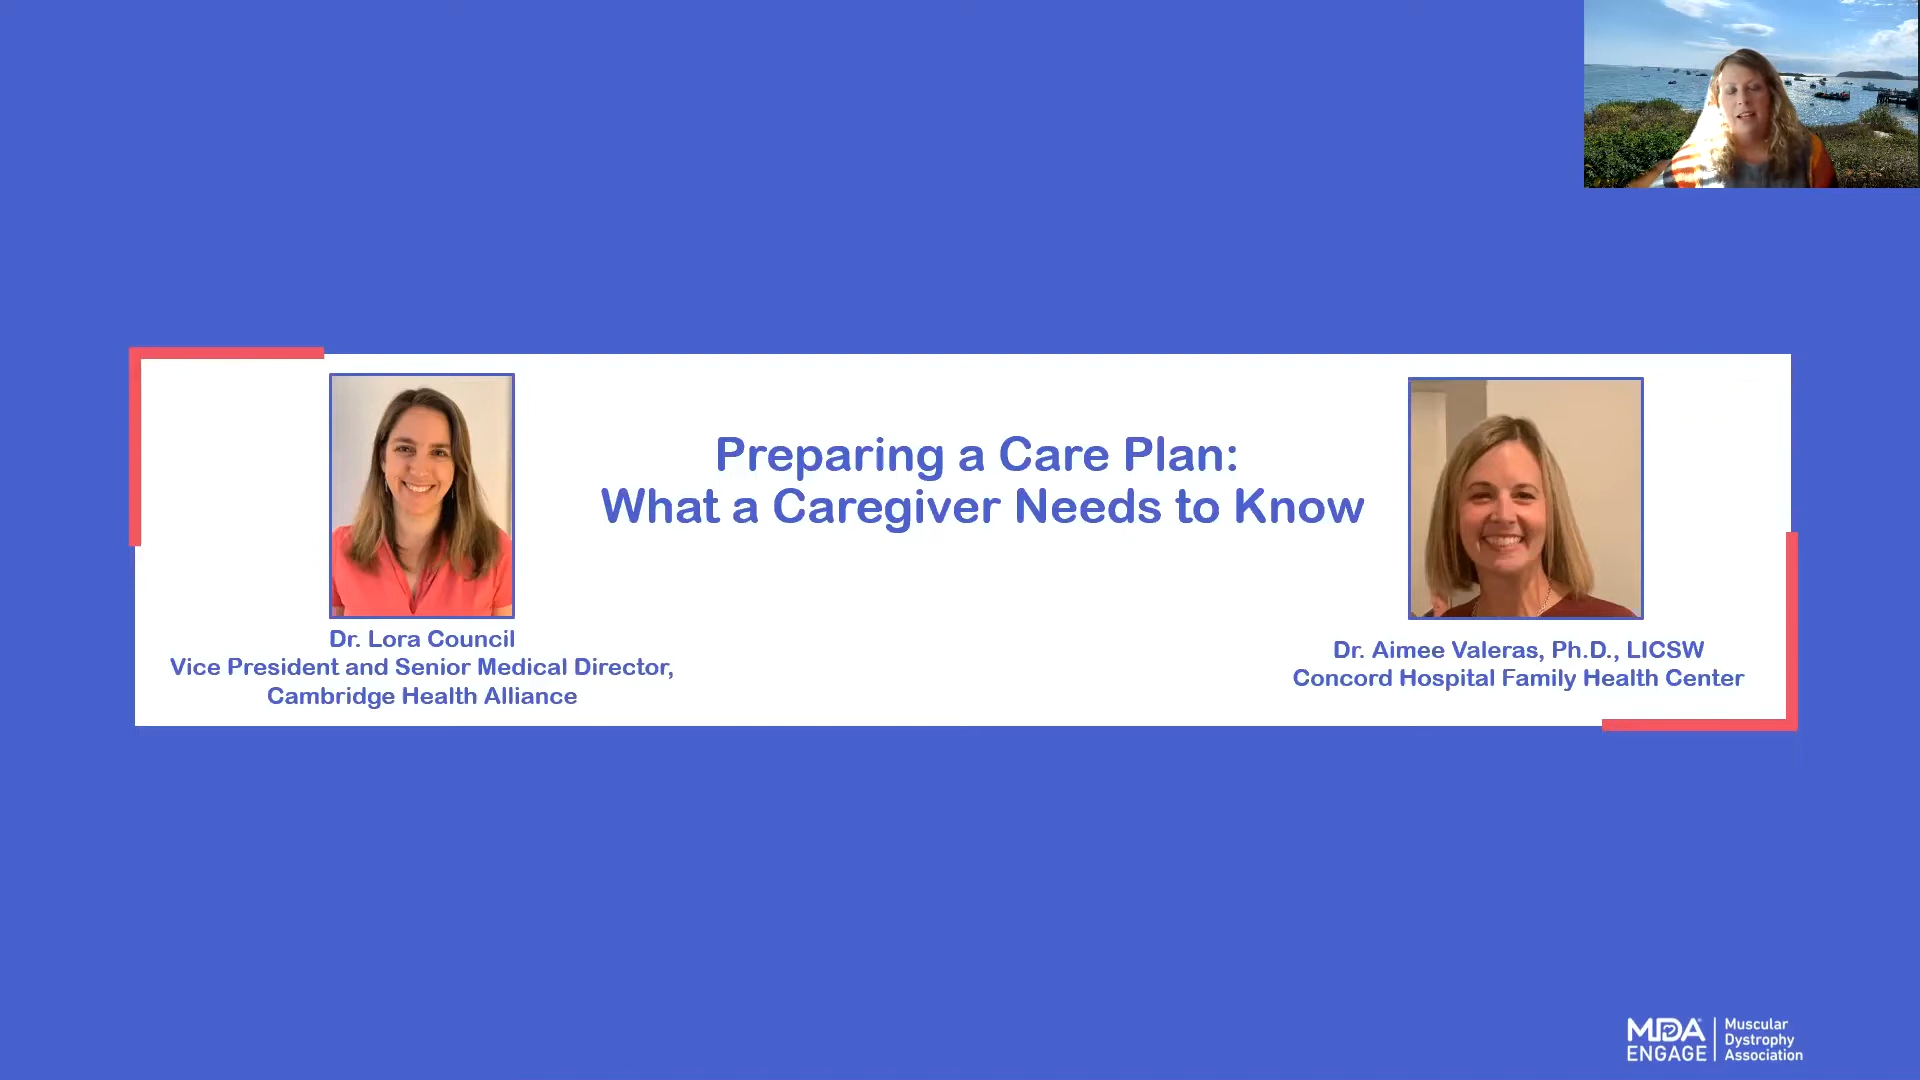 Preparing a Care Plan:
What a Caregiver Needs to Know
Dr. Lora Council
Vice President and Senior Medical Director,
Cambridge Health Alliance
Dr. Aimee Valeras, Ph.D., LICSW
Concord Hospital Family Health Center
MDA
ENGAGE
Muscular
Dystrophy
Association